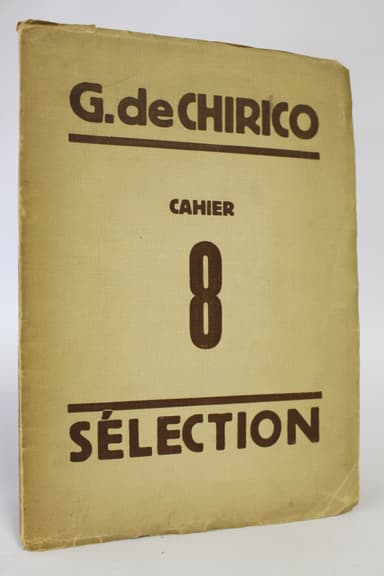 G. de CHIRICO
CAHIER
8
SÉLECTION